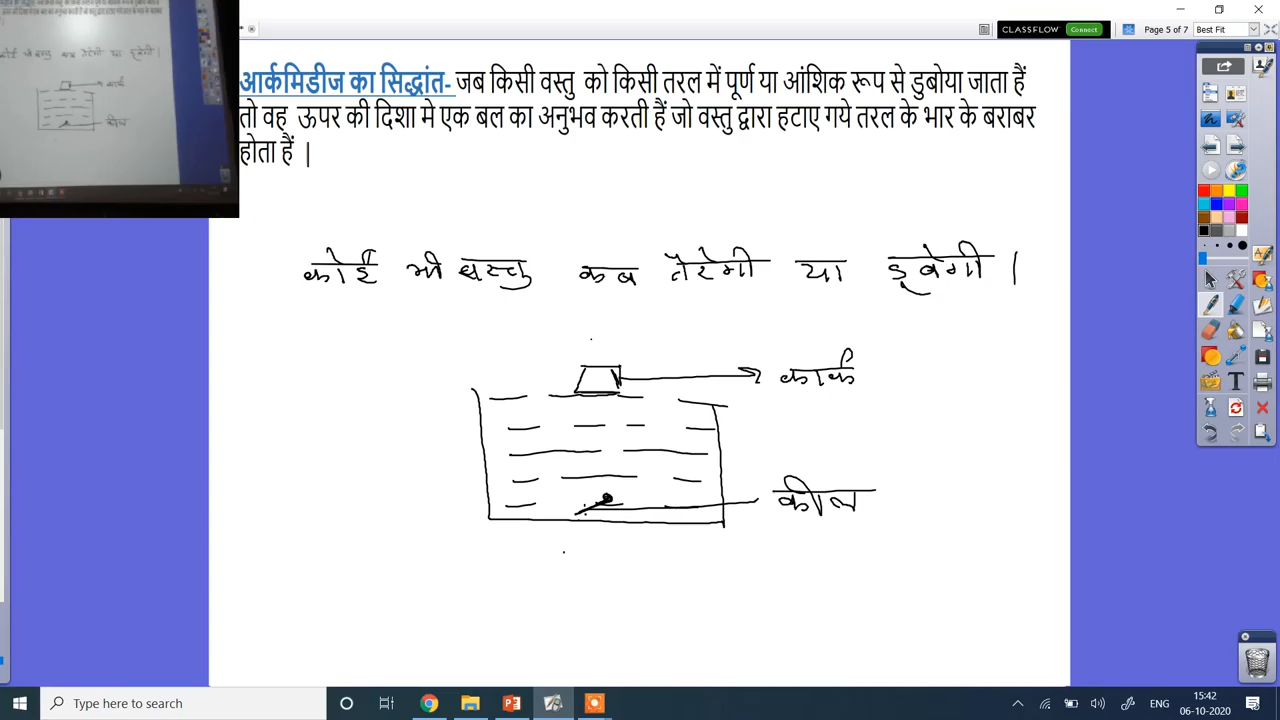 CLASSFLOW Connect Page 5 of 7 Best Fit
आर्कमिडीज का सिद्धांत- जब किसी वस्तु को किसी तरल में पूर्ण या आंशिक रूप से डुबोया जाता हैं
तो वह ऊपर की दिशा मे एक बल का अनुभव करती हैं जो वस्तु द्वारा हटाए गये तरल के भार के बराबर
होता हैं |
कोई भी वस्तु कब तैरेगी या डूबेगी |
कार्क
कील
Type here to search
ENG
15:42
06-10-2020